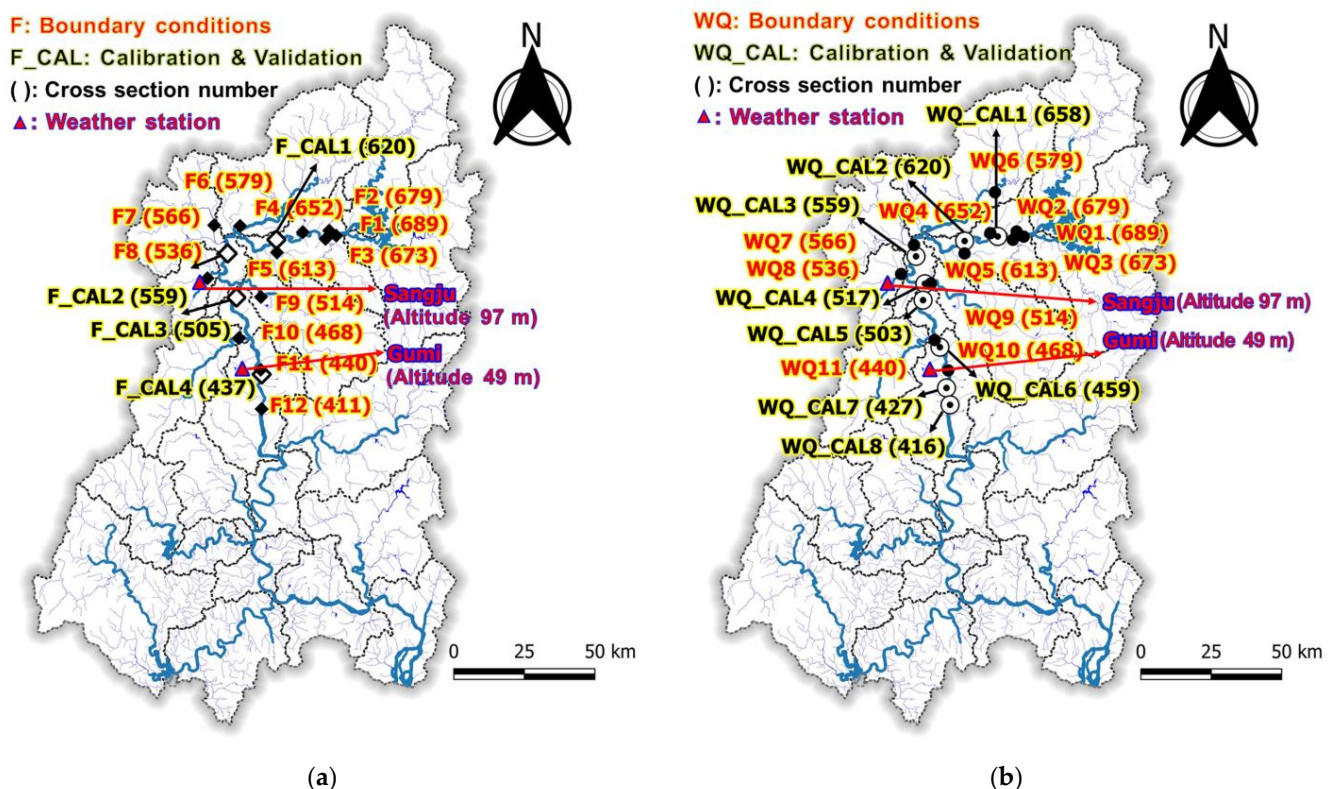 F: Boundary conditions
F_CAL: Calibration & Validation
( ): Cross section number
▲: Weather station
N
F_CAL1 (620)
F6 (579)
F2 (679)
F7 (566)
F4 (652)
F1 (689)
F8 (536)
F3 (673)
F5 (613)
F_CAL2 (559)
F9 (514)
Sangju
(Altitude 97 m)
F_CAL3 (505)
F10 (468)
Gumi
F11 (440)
(Altitude 49 m)
F_CAL4 (437)
F12 (411)
0 25 50 km
(a)
WQ: Boundary conditions
WQ_CAL: Calibration & Validation
( ): Cross section number
▲: Weather station
N
WQ_CAL1 (658)
WQ_CAL2 (620)
WQ6 (579)
WQ_CAL3 (559)
WQ4 (652)
WQ2 (679)
WQ7 (566)
WQ1 (689)
WQ8 (536)
WQ5 (613)
WQ3 (673)
WQ_CAL4 (517)
Sangju (Altitude 97 m)
WQ9 (514)
WQ_CAL5 (503)
Gumi (Altitude 49 m)
WQ10 (468)
WQ11 (440)
WQ_CAL6 (459)
WQ_CAL7 (427)
WQ_CAL8 (416)
0 25 50 km
(b)